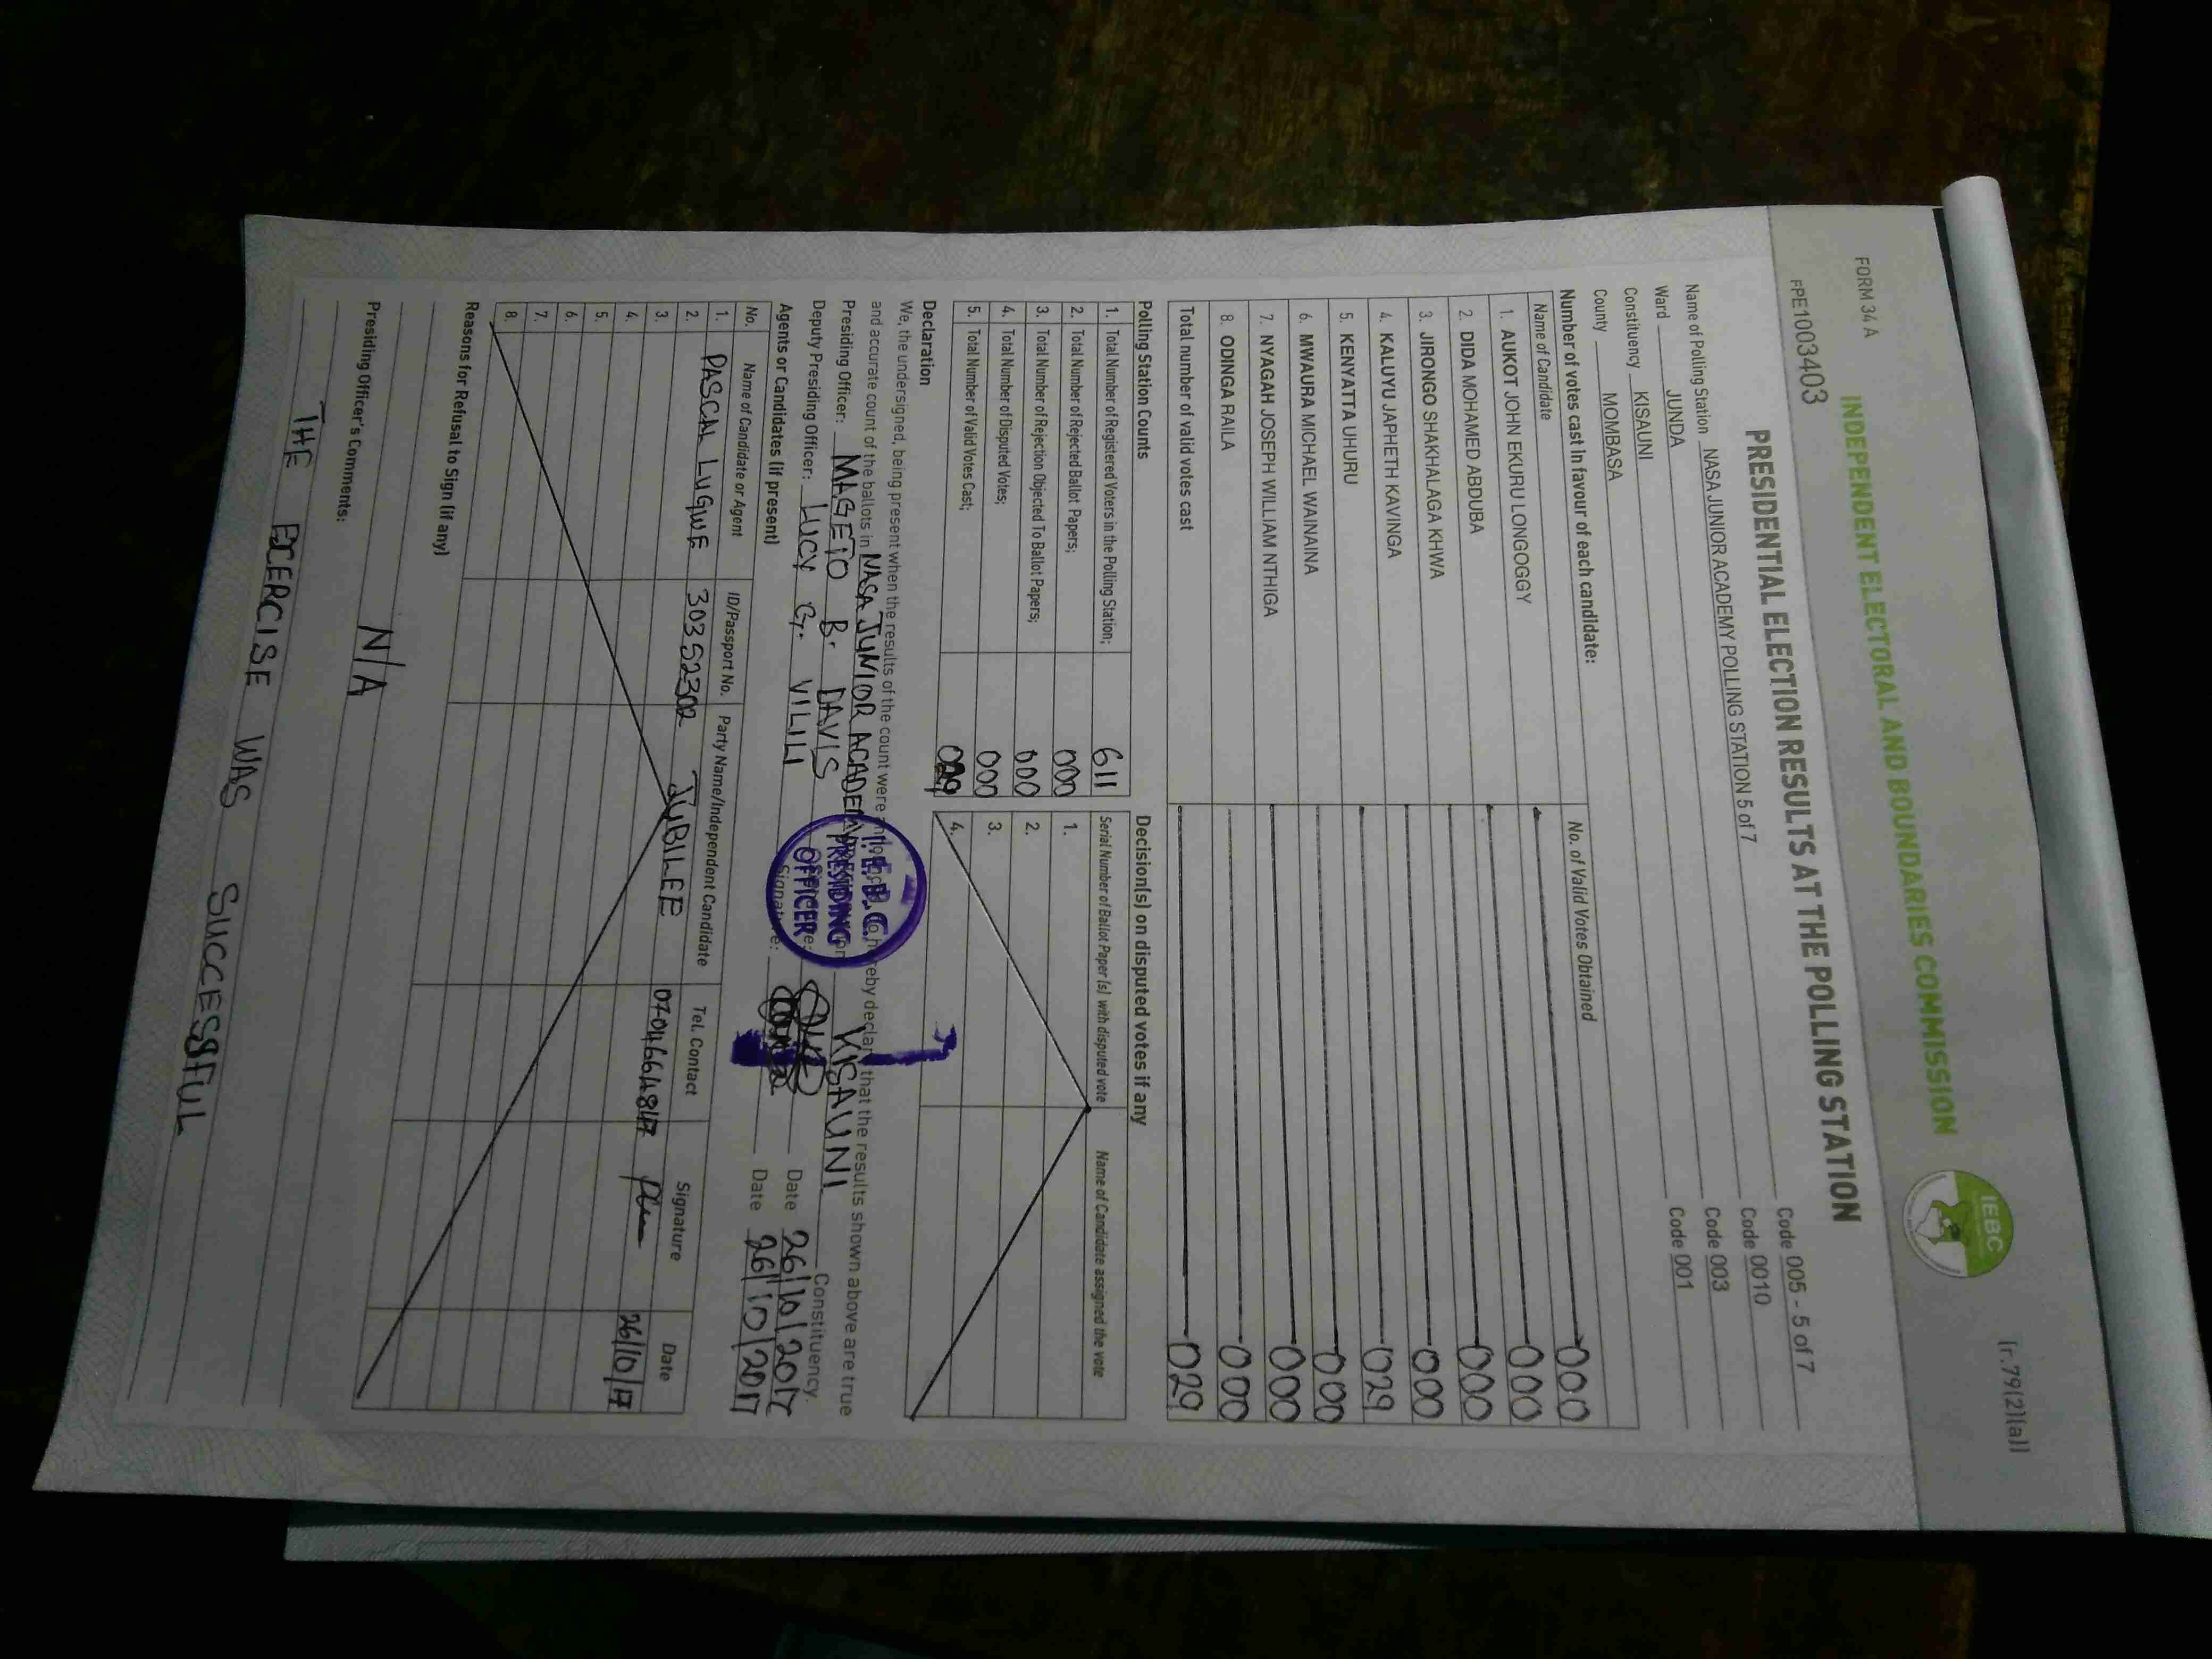 FORM 34 A
(r.79(2)(a))
INDEPENDENT ELECTORAL AND BOUNDARIES COMMISSION
IEBC
FPE1003403
PRESIDENTIAL ELECTION RESULTS AT THE POLLING STATION
Name of Polling Station NASA JUNIOR ACADEMY POLLING STATION 5 of 7 Code 005 - 5 of 7
Ward JUNDA Code 0010
Constituency KISAUNI Code 003
County MOMBASA Code 001
Number of votes cast in favour of each candidate:
Name of Candidate No. of Valid Votes Obtained
1. AUKOT JOHN EKURU LONGOGGY 000
2. DIDA MOHAMED ABDUBA 000
3. JIRONGO SHAKHALAGA KHWA 000
4. KALUYU JAPHETH KAVINGA 000
5. KENYATTA UHURU 029
6. MWAURA MICHAEL WAINAINA 000
7. NYAGAH JOSEPH WILLIAM NTHIGA 000
8. ODINGA RAILA 000
Total number of valid votes cast 029
Polling Station Counts
1. Total Number of Registered Voters in the Polling Station; 611
2. Total Number of Rejected Ballot Papers; 000
3. Total Number of Rejection Objected To Ballot Papers; 000
4. Total Number of Disputed Votes; 000
5. Total Number of Valid Votes Cast; 029
Decision(s) on disputed votes if any
Serial Number of Ballot Paper (s) with disputed vote Name of Candidate assigned the vote
1.
2.
3.
4.
Declaration
We, the undersigned, being present when the results of the count were hereby declare that the results shown above are true
and accurate count of the ballots in NASA JUNIOR ACADEMY KISAUNI Constituency.
Presiding Officer: MAGETO B. DAVIS Date 26/10/2017
Deputy Presiding Officer: LUCY G. VILILI Signature: Date 26/10/2017
I.E.B.C.
PRESIDING
OFFICER
Agents or Candidates (if present)
No. Name of Candidate or Agent ID/Passport No. Party Name/Independent Candidate Tel. Contact Signature Date
1. PASCAL LUGWE 30352302 JUBILEE 0704664847 26/10/17
2.
3.
4.
5.
6.
7.
8.
Reasons for Refusal to Sign (if any)
N/A
Presiding Officer's Comments:
THE EXCERCISE WAS SUCCESSFUL